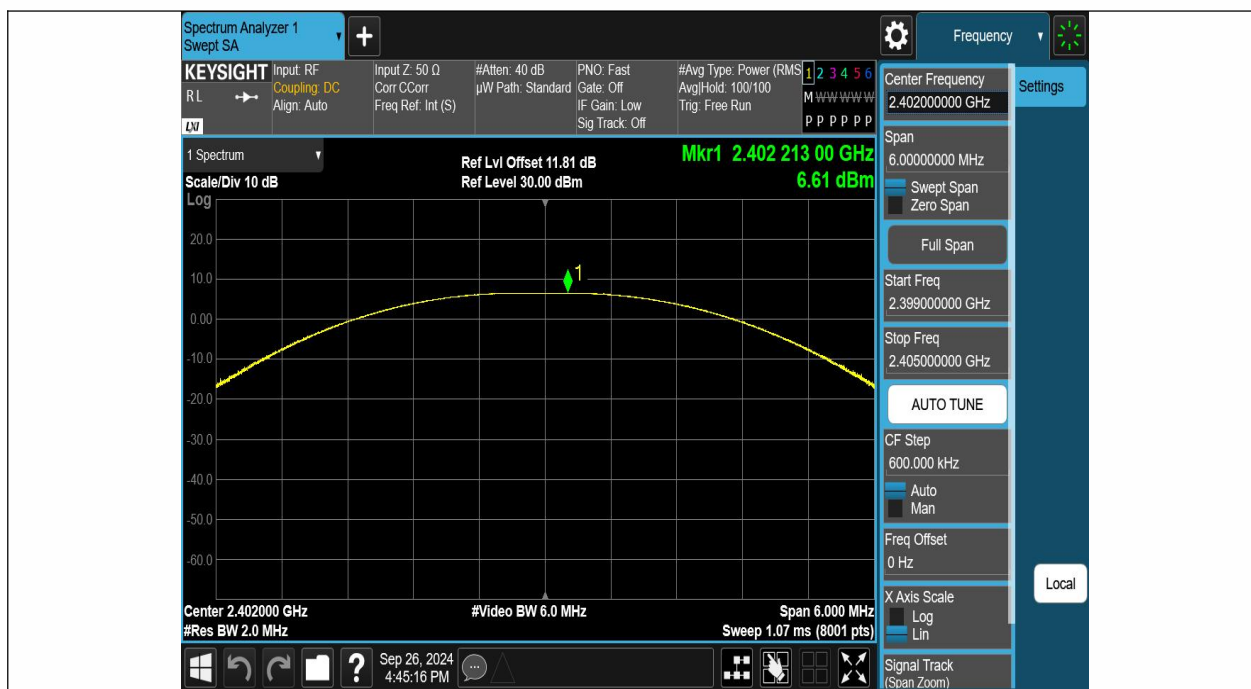 Spectrum Analyzer 1
Swept SA
+
Frequency
KEYSIGHT
R L
LXI
Input: RF
Coupling: DC
Align: Auto
Input Z: 50 Ω
Corr CCorr
Freq Ref: Int (S)
#Atten: 40 dB
µW Path: Standard
PNO: Fast
Gate: Off
IF Gain: Low
Sig Track: Off
#Avg Type: Power (RMS
Avg|Hold: 100/100
Trig: Free Run
1 2 3 4 5 6
M W W W W W
P P P P P P
1 Spectrum
Scale/Div 10 dB
Log
Ref Lvl Offset 11.81 dB
Ref Level 30.00 dBm
Mkr1 2.402 213 00 GHz
6.61 dBm
20.0
10.0
0.00
-10.0
-20.0
-30.0
-40.0
-50.0
-60.0
1
Center 2.402000 GHz
#Res BW 2.0 MHz
#Video BW 6.0 MHz
Span 6.000 MHz
Sweep 1.07 ms (8001 pts)
?
Sep 26, 2024
4:45:16 PM
Center Frequency
2.402000000 GHz
Span
6.00000000 MHz
Swept Span
Zero Span
Full Span
Start Freq
2.399000000 GHz
Stop Freq
2.405000000 GHz
AUTO TUNE
CF Step
600.000 kHz
Auto
Man
Freq Offset
0 Hz
X Axis Scale
Log
Lin
Signal Track
(Span Zoom)
Settings
Local